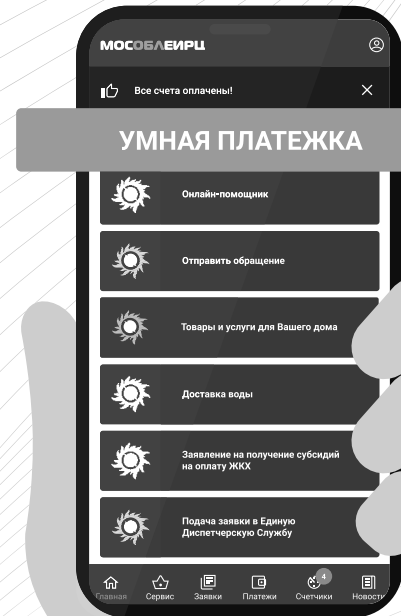 МОСОБЛЕИРЦ
Все счета оплачены!
УМНАЯ ПЛАТЕЖКА
Онлайн-помощник
Отправить обращение
Товары и услуги для Вашего дома
Доставка воды
Заявление на получение субсидий
на оплату ЖКХ
Подача заявки в Единую
Диспетчерскую Службу
4
Главная Сервис Заявки Платежи Счетчики Новости